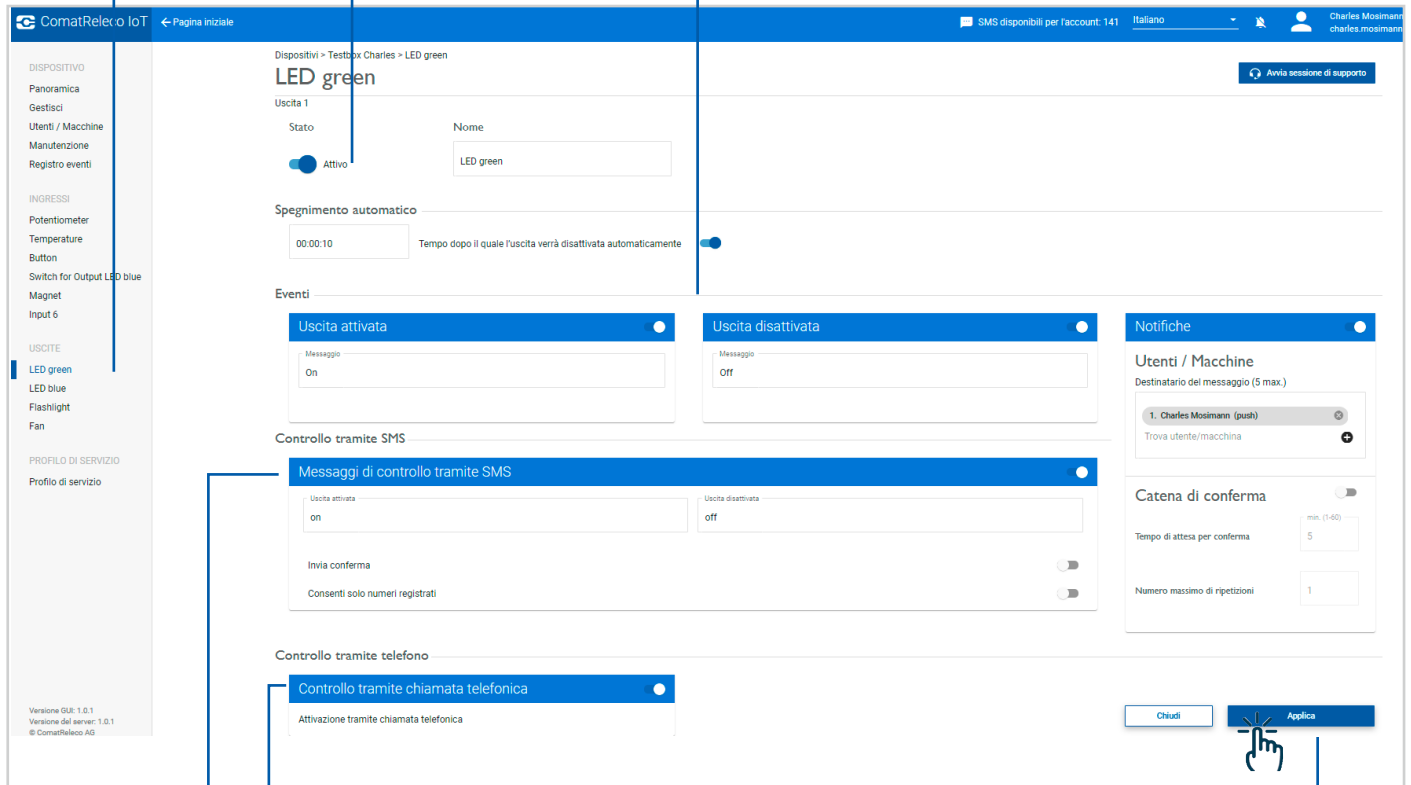 ComatReleco IoT
Pagina iniziale
SMS disponibili per l'account: 141
Italiano
Charles Mosimann
charles.mosimann
DISPOSITIVO
Panoramica
Gestisci
Utenti / Macchine
Manutenzione
Registro eventi
INGRESSI
Potentiometer
Temperature
Button
Switch for Output LED blue
Magnet
Input 6
USCITE
LED green
LED blue
Flashlight
Fan
PROFILO DI SERVIZIO
Profilo di servizio
Versione GUI: 1.0.1
Versione del server: 1.0.1
© ComatReleco AG
Dispositivi > Testbox Charles > LED green
LED green
Avvia sessione di supporto
Uscita 1
Stato
Nome
Attivo
LED green
Spegnimento automatico
00:00:10
Tempo dopo il quale l'uscita verrà disattivata automaticamente
Eventi
Uscita attivata
Messaggio
On
Uscita disattivata
Messaggio
Off
Controllo tramite SMS
Messaggi di controllo tramite SMS
Uscita attivata
on
Uscita disattivata
off
Invia conferma
Consenti solo numeri registrati
Controllo tramite telefono
Controllo tramite chiamata telefonica
Attivazione tramite chiamata telefonica
Notifiche
Utenti / Macchine
Destinatario del messaggio (5 max.)
1. Charles Mosimann (push)
Trova utente/macchina
Catena di conferma
min. (1-60)
Tempo di attesa per conferma
5
Numero massimo di ripetizioni
1
Chiudi
Applica